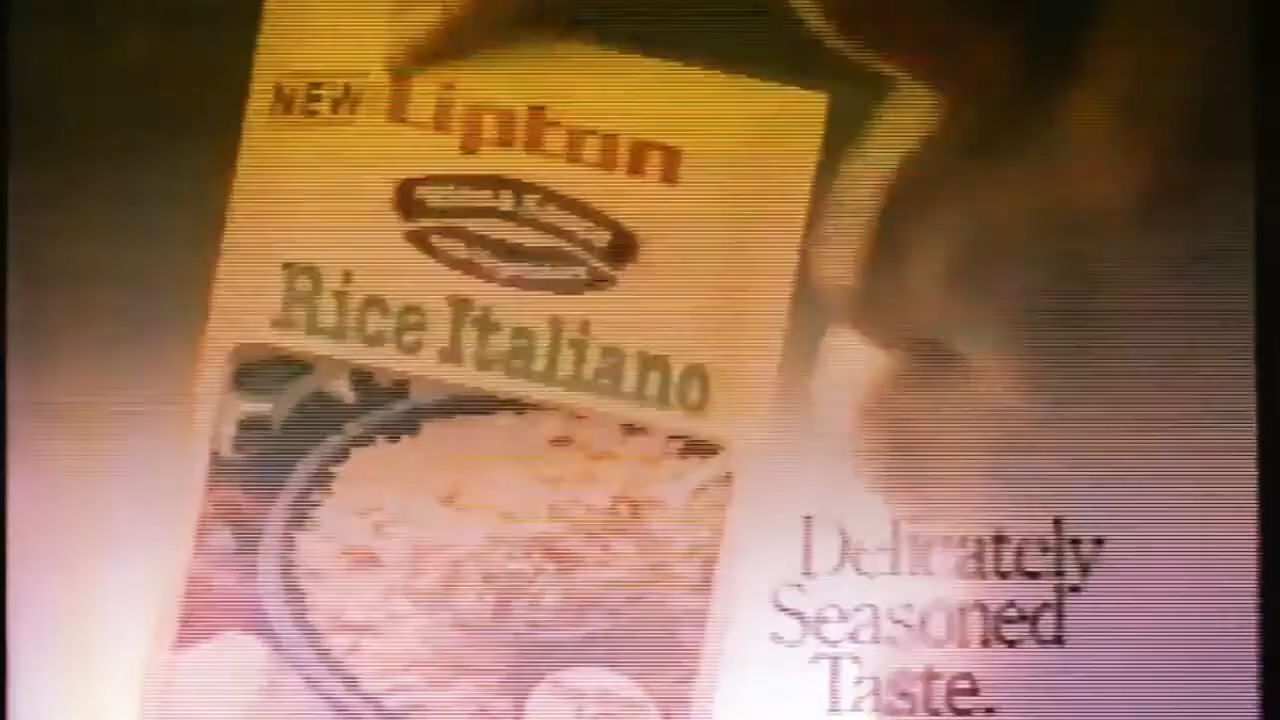 NEW Lipton
Rice Italiano
Delicately
Seasoned
Taste.